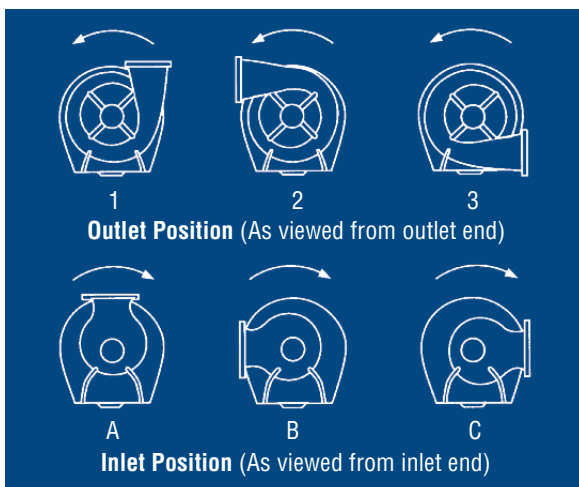 1 2 3
Outlet Position (As viewed from outlet end)
A B C
Inlet Position (As viewed from inlet end)